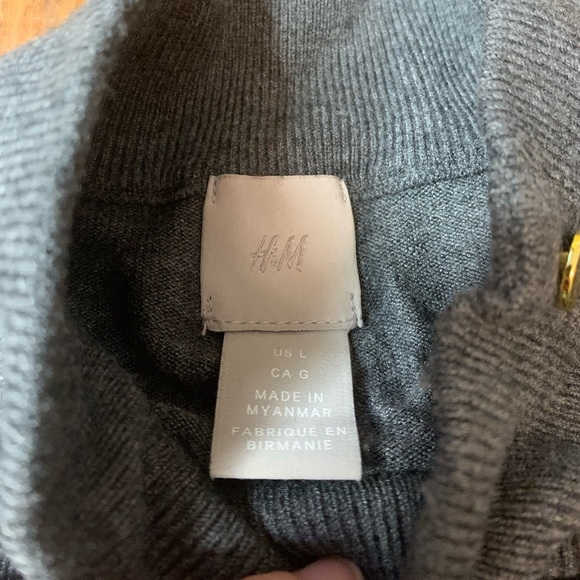 H&M
US L
CA G
MADE IN
MYANMAR
FABRIQUÉ EN
BIRMANIE